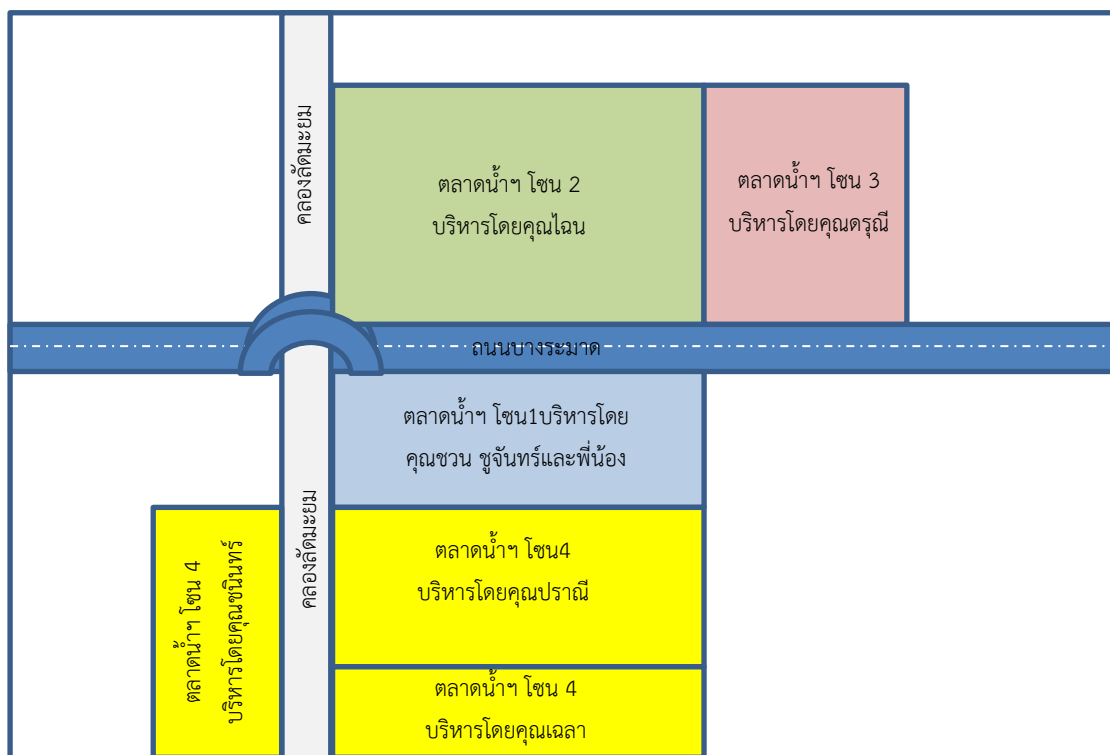 คลองลัดมะยม
ตลาดน้ำฯ โซน 2
บริหารโดยคุณไฉน
ตลาดน้ำฯ โซน 3
บริหารโดยคุณดรุณี
ถนนบางระมาด
ตลาดน้ำฯ โซน1บริหารโดย
คุณชวน ชูจันทร์และพี่น้อง
คลองลัดมะยม
ตลาดน้ำฯ โซน 4
บริหารโดยคุณชนินทร์
ตลาดน้ำฯ โซน4
บริหารโดยคุณปราณี
ตลาดน้ำฯ โซน 4
บริหารโดยคุณเฉลา